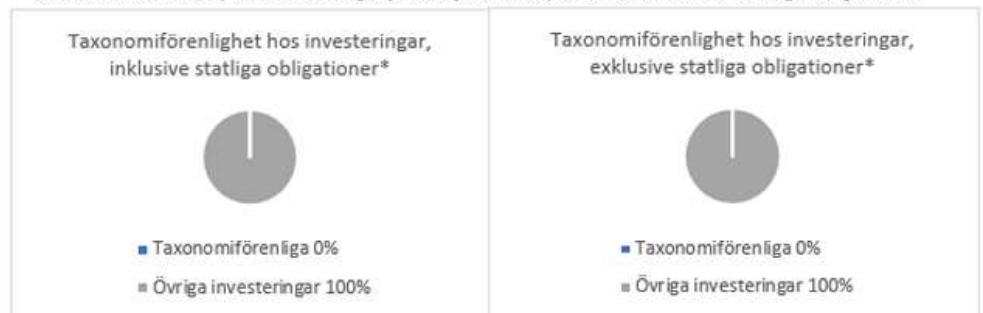 Taxonomiförenlighet hos investeringar,
inklusive statliga obligationer*
Taxonomiförenliga 0%
Övriga investeringar 100%
Taxonomiförenlighet hos investeringar,
exklusive statliga obligationer*
Taxonomiförenliga 0%
Övriga investeringar 100%